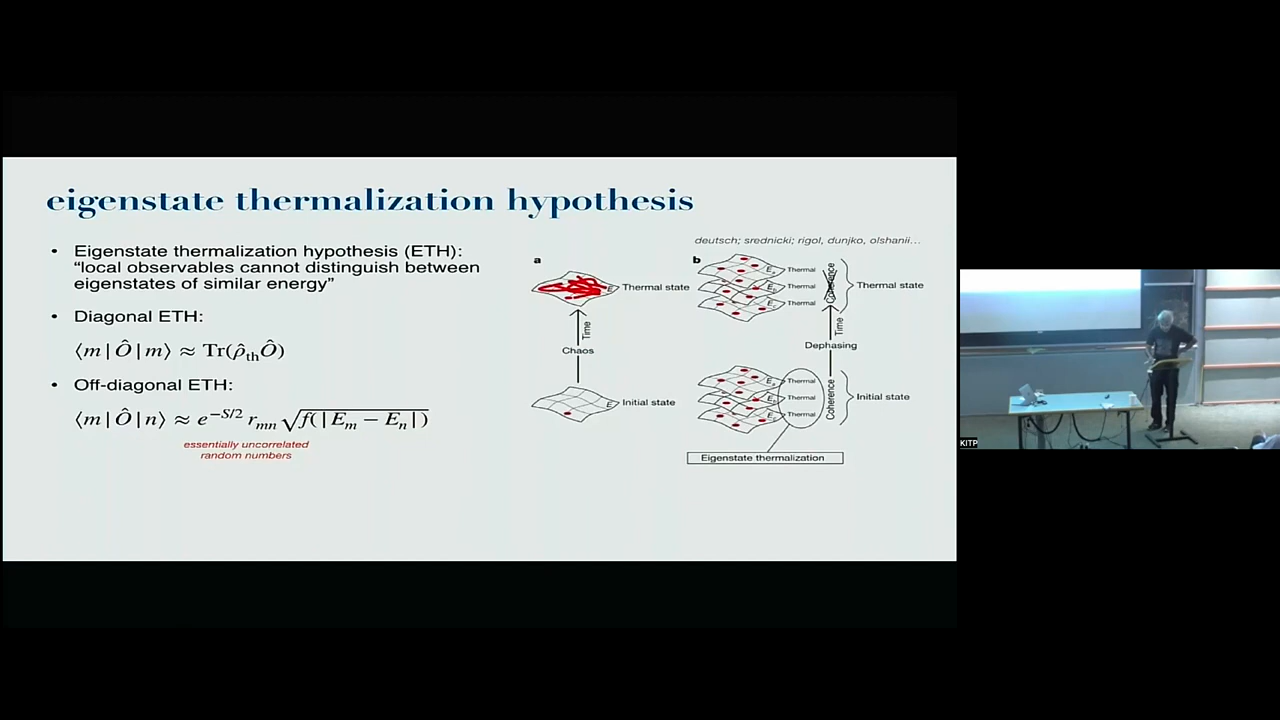 eigenstate thermalization hypothesis
• Eigenstate thermalization hypothesis (ETH):
“local observables cannot distinguish between
eigenstates of similar energy”
• Diagonal ETH:
⟨m|Ô|m⟩ ≈ Tr(ρ̂_th Ô)
• Off-diagonal ETH:
⟨m|Ô|n⟩ ≈ e^{−S/2} r_{mn} √f(|E_m − E_n|)
essentially uncorrelated
random numbers
deutsch; srednicki; rigol, dunjko, olshanii…
a
E
Thermal state
Time
Chaos
E
Initial state
b
Thermal
Thermal
Thermal
Coherence
Thermal state
Time
Dephasing
Thermal
Thermal
Thermal
Coherence
Initial state
Eigenstate thermalization
KITP